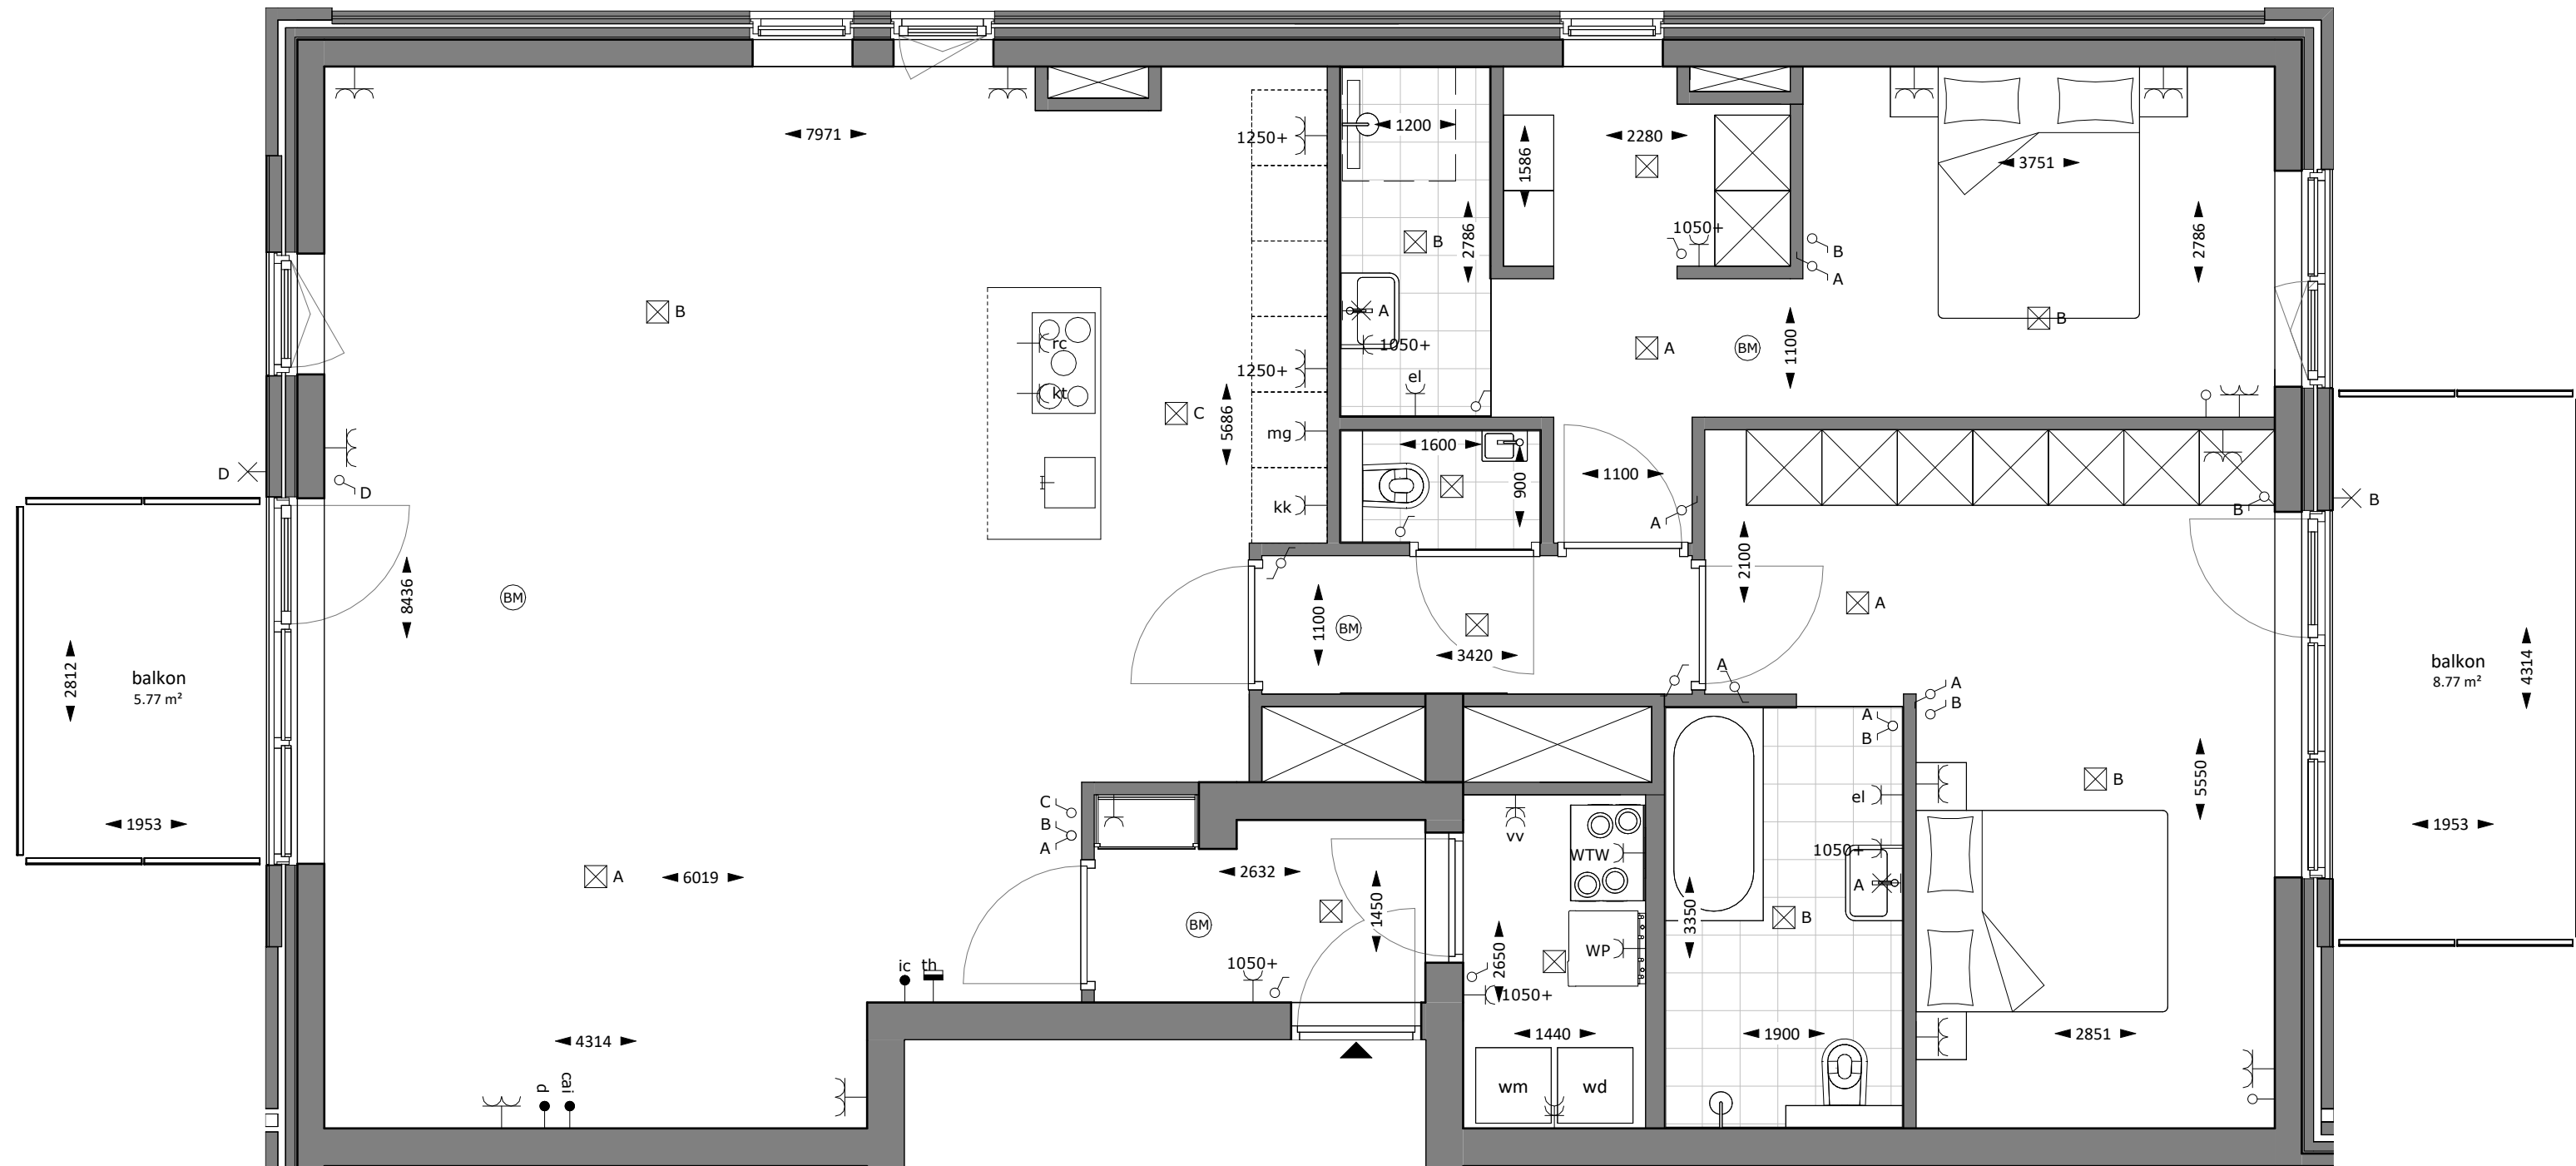 7971
1250+
1200
1586
2280
3751
B
1050+
2786
2786
B
A
B
A
1050+
1100
B
rc
A
BM
1250+
el
kt
C
5686
mg
1600
1100
D
D
900
kk
A
B
B
BM
8436
1100
BM
2100
A
3420
A
balkon
5.77 m²
2812
balkon
8.77 m²
4314
A
B
A
B
5550
B
C
B
A
1953
vv
el
1050+
1953
WTW
A
6019
2632
1450
A
3350
B
BM
2650
WP
ic
th
1050+
1050+
4314
1440
1900
2851
d
cai
wm
wd